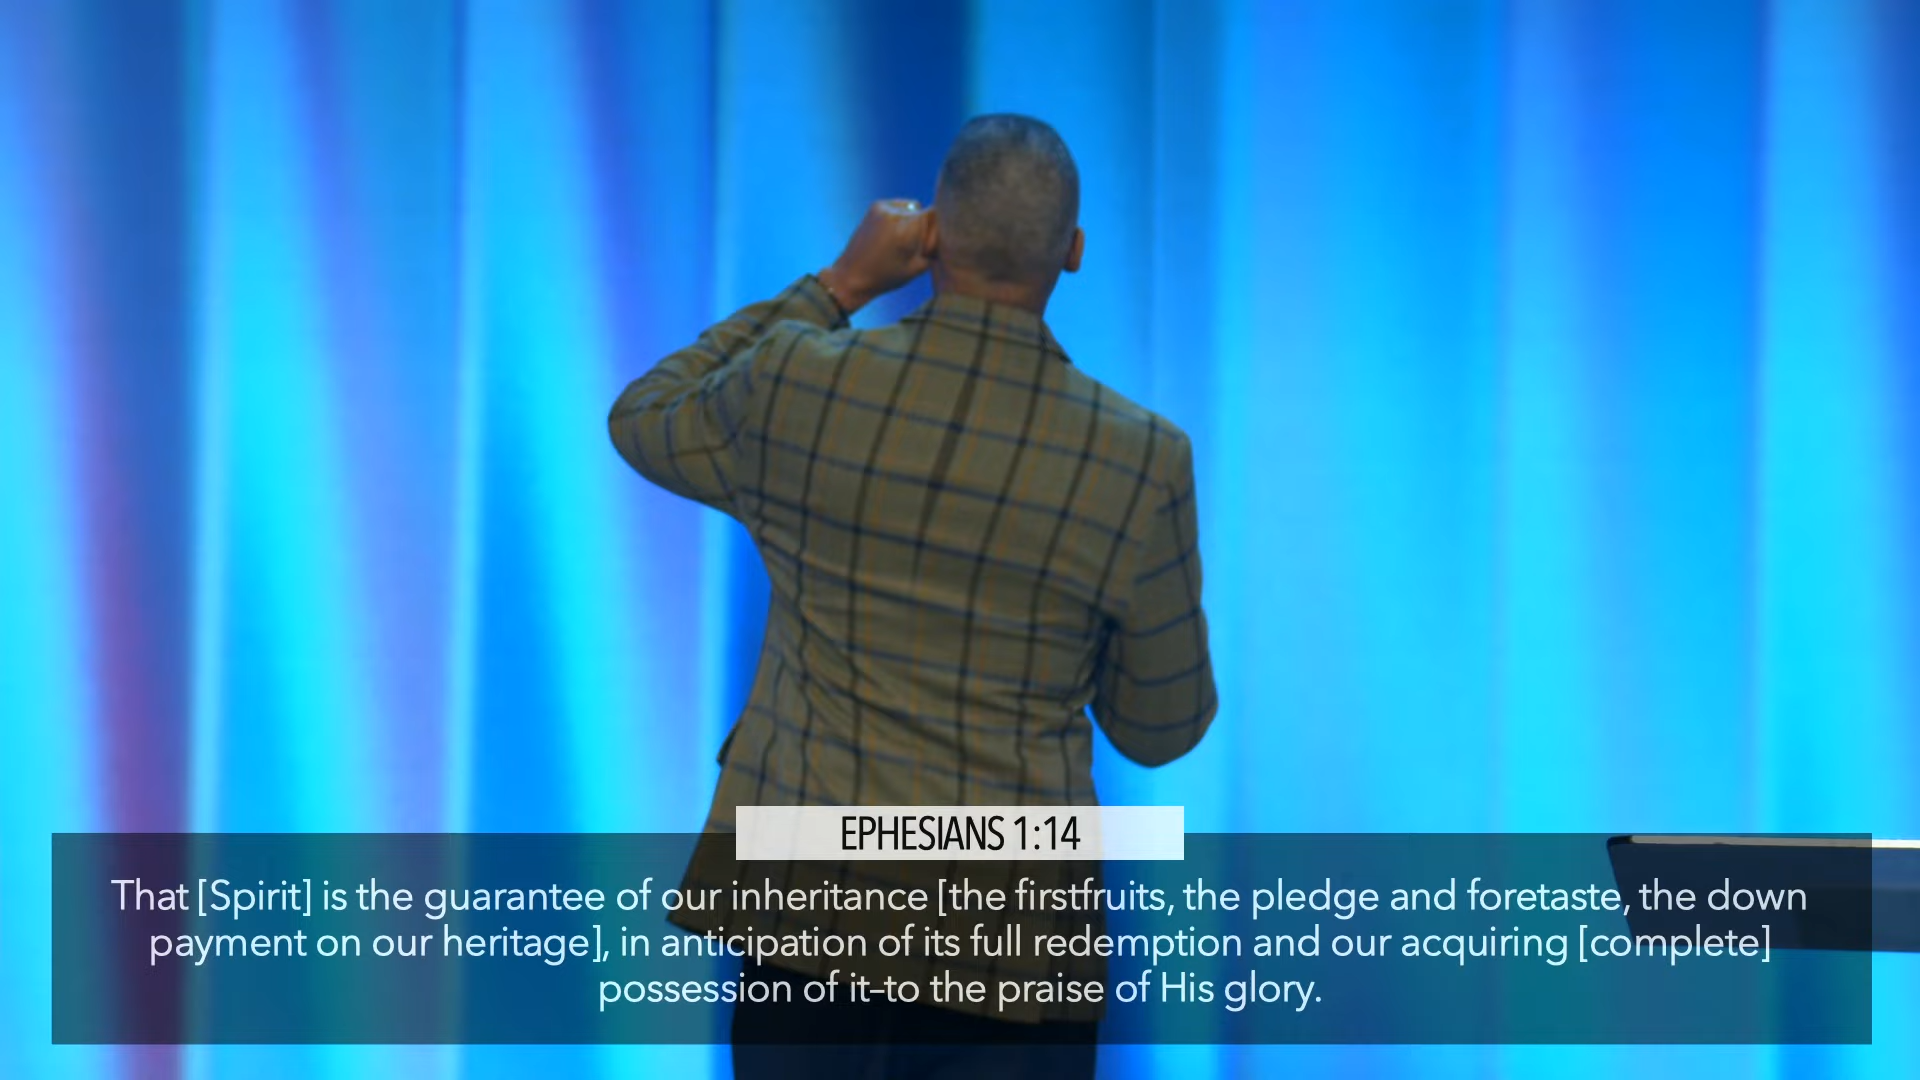 EPHESIANS 1:14
That [Spirit] is the guarantee of our inheritance [the firstfruits, the pledge and foretaste, the down
payment on our heritage], in anticipation of its full redemption and our acquiring [complete]
possession of it–to the praise of His glory.